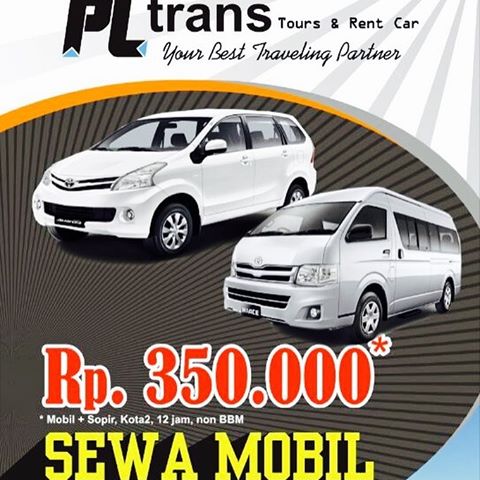 PL trans Tours & Rent Car
Your Best Traveling Partner
HIACE
Rp. 350.000*
* Mobil + Sopir, Kota2, 12 jam, non BBM
SEWA MOBIL